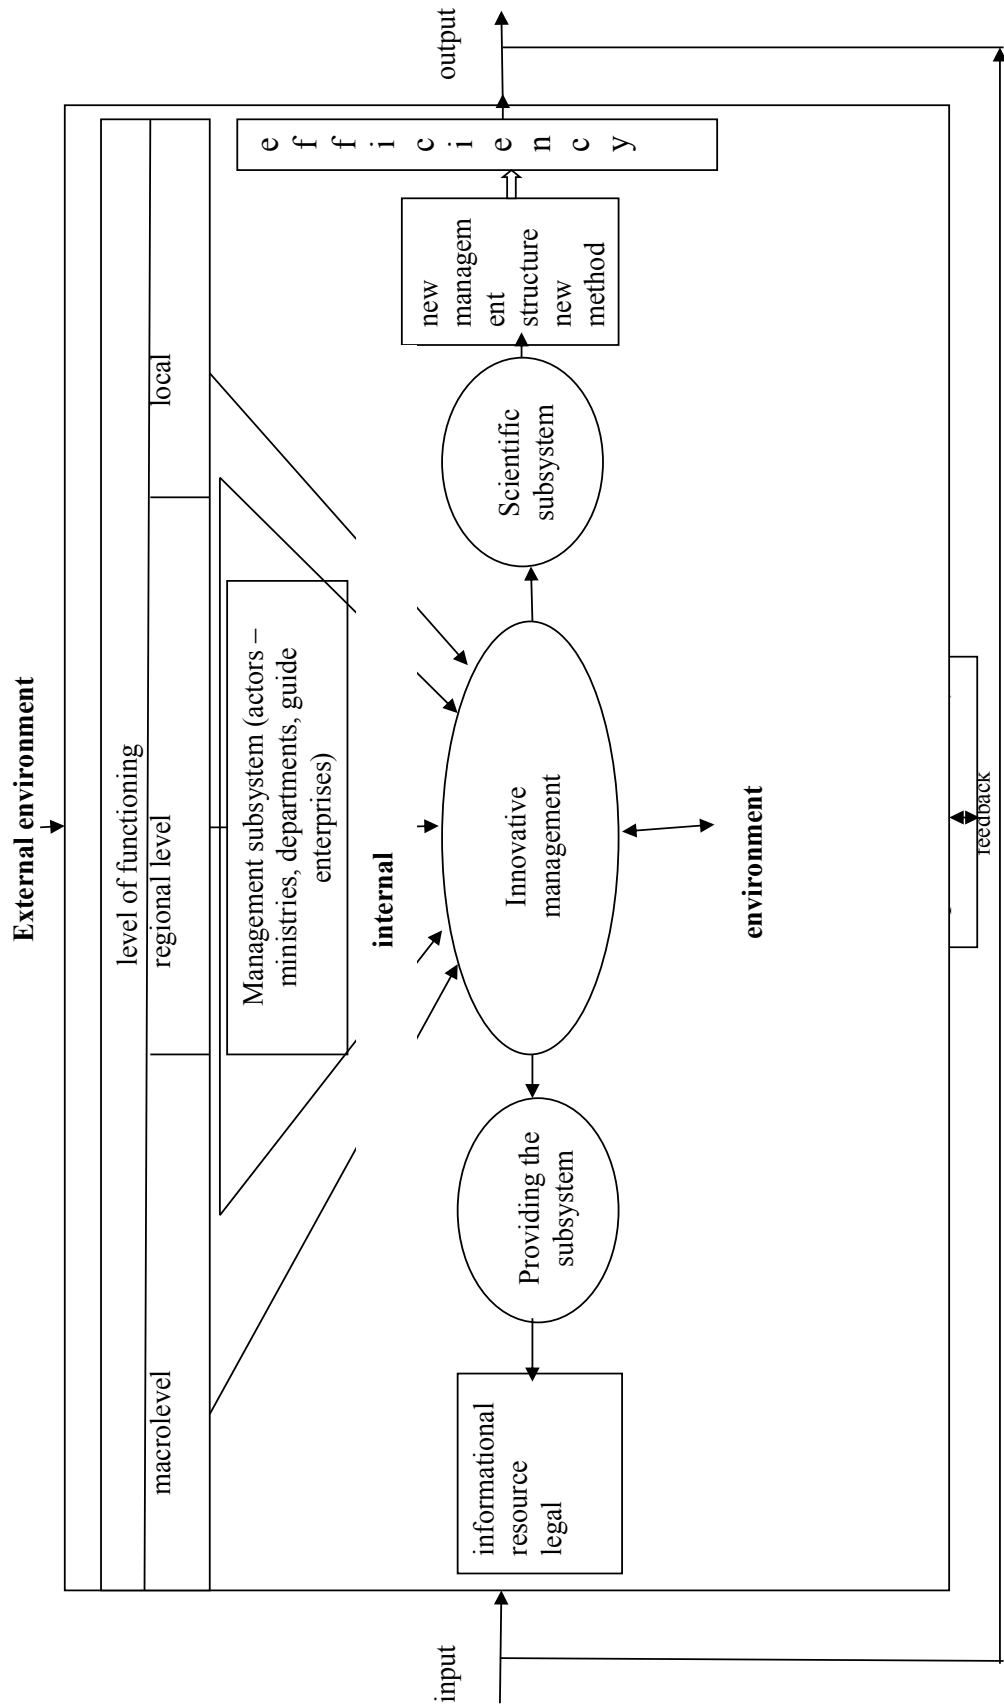 External environment
level of functioning
macrolevel
regional level
local
Management subsystem (actors –
ministries, departments, guide
enterprises)
internal
input
informational
resource
legal
Providing the
subsystem
Innovative
management
Scientific
subsystem
new
managem
ent
structure
new
method
e f f i c i e n c y
output
environment
feedback